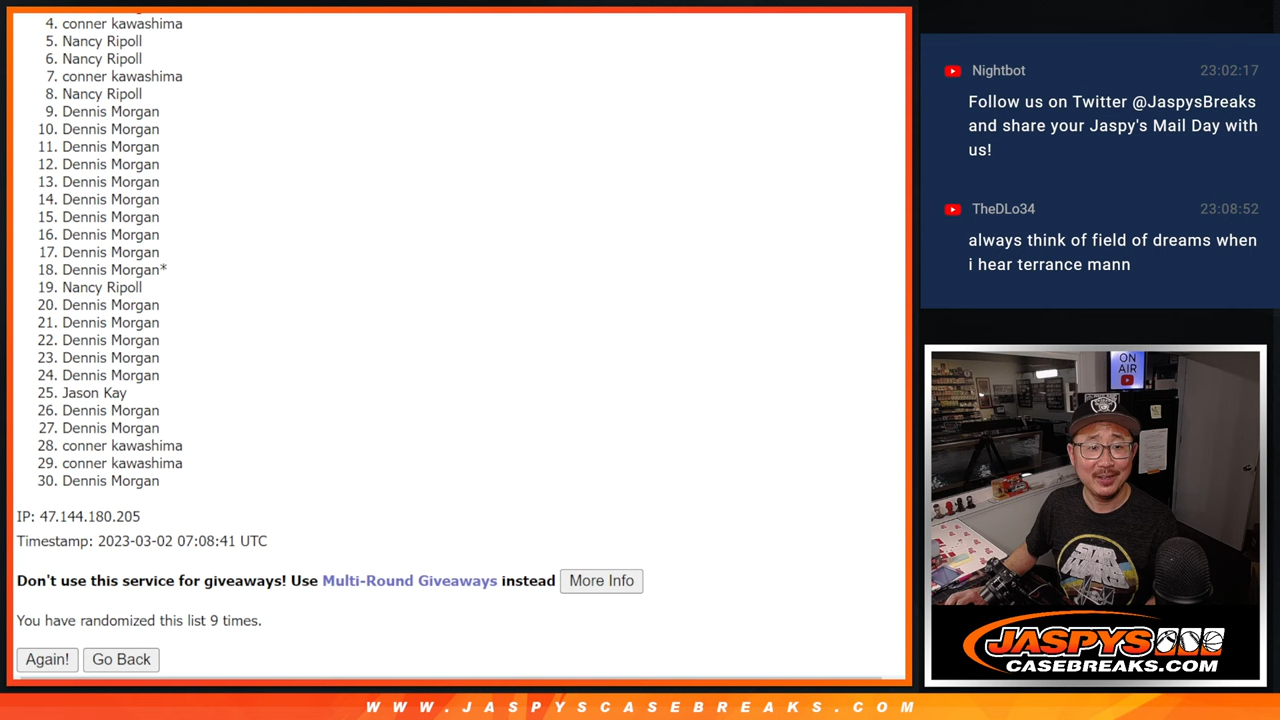 4. conner kawashima
5. Nancy Ripoll
6. Nancy Ripoll
7. conner kawashima
8. Nancy Ripoll
9. Dennis Morgan
10. Dennis Morgan
11. Dennis Morgan
12. Dennis Morgan
13. Dennis Morgan
14. Dennis Morgan
15. Dennis Morgan
16. Dennis Morgan
17. Dennis Morgan
18. Dennis Morgan*
19. Nancy Ripoll
20. Dennis Morgan
21. Dennis Morgan
22. Dennis Morgan
23. Dennis Morgan
24. Dennis Morgan
25. Jason Kay
26. Dennis Morgan
27. Dennis Morgan
28. conner kawashima
29. conner kawashima
30. Dennis Morgan
IP: 47.144.180.205
Timestamp: 2023-03-02 07:08:41 UTC
Don't use this service for giveaways! Use Multi-Round Giveaways instead More Info
You have randomized this list 9 times.
Again! Go Back
Nightbot 23:02:17
Follow us on Twitter @JaspysBreaks
and share your Jaspy's Mail Day with
us!
TheDLo34 23:08:52
always think of field of dreams when
i hear terrance mann
ON
AIR
STAR
WARS
JASPYS
CASEBREAKS.COM
WWW.JASPYSCASEBREAKS.COM